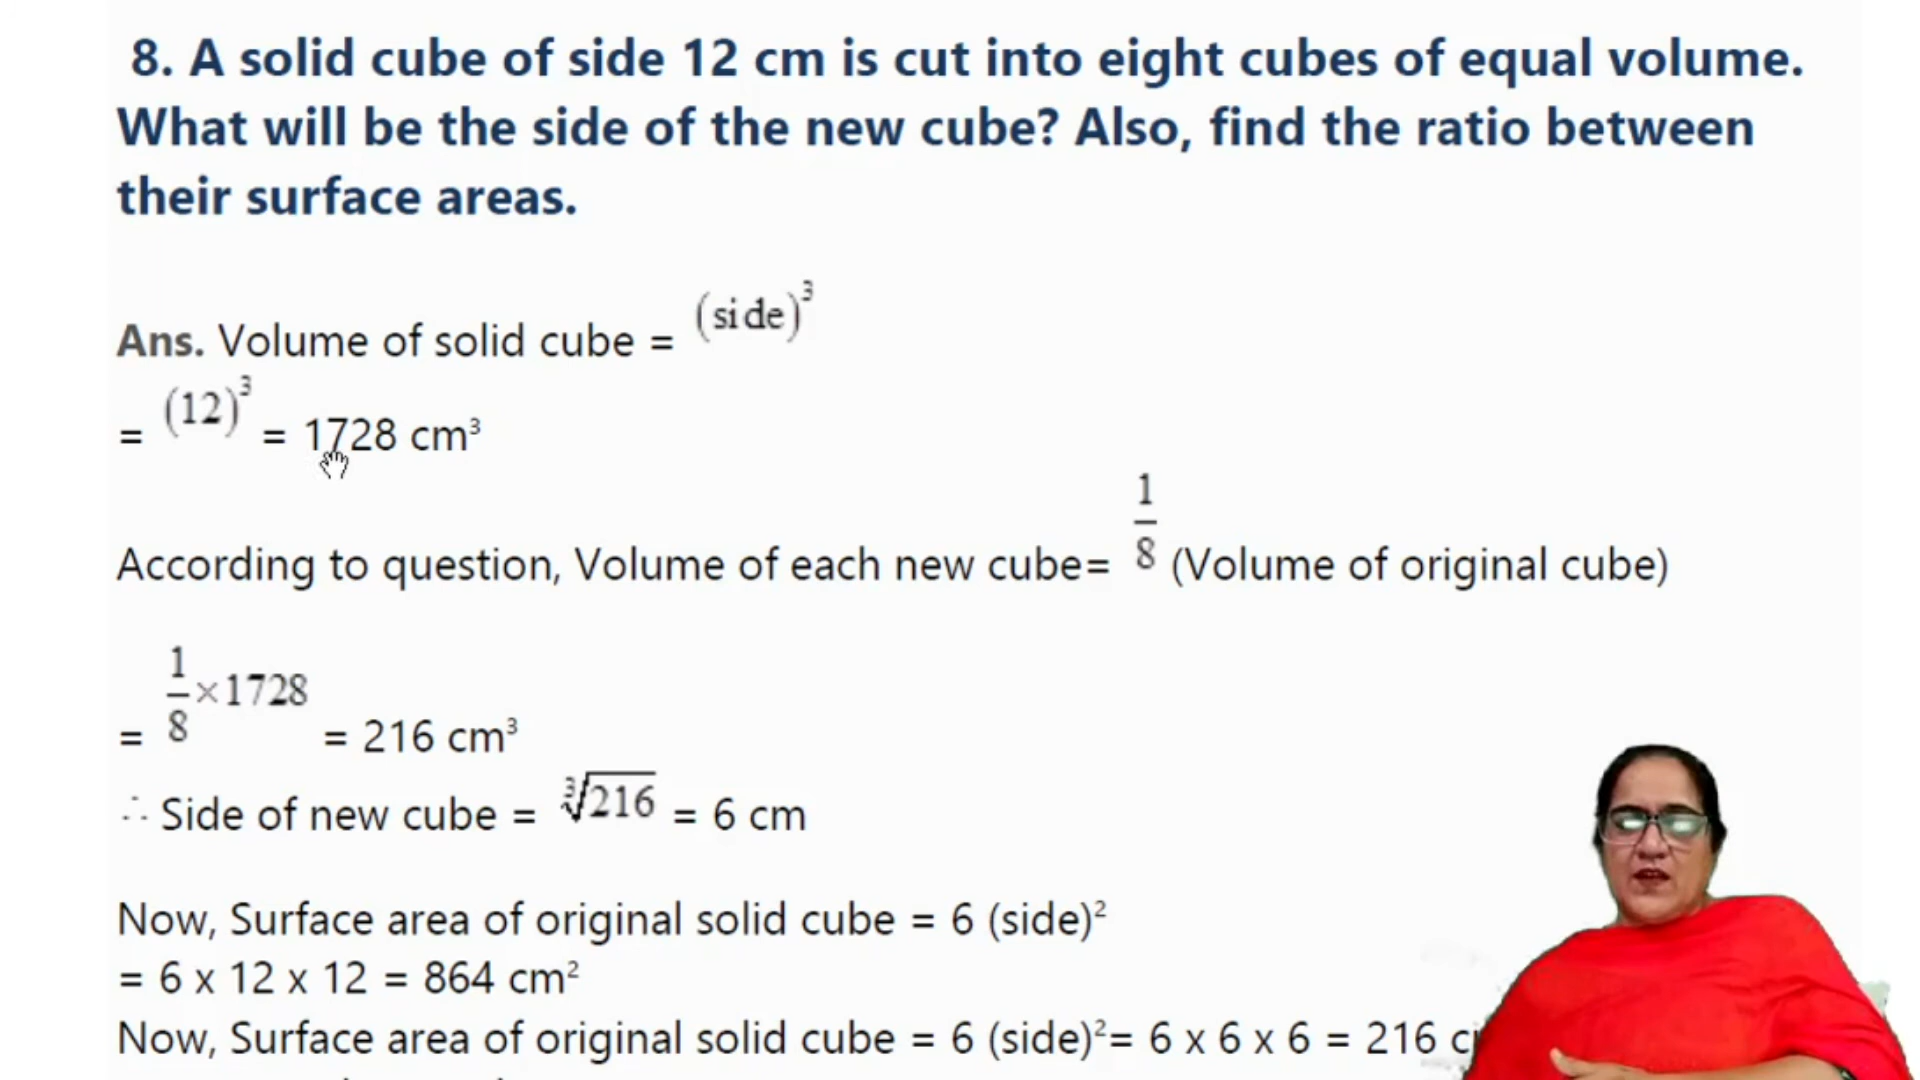 8. A solid cube of side 12 cm is cut into eight cubes of equal volume.
What will be the side of the new cube? Also, find the ratio between
their surface areas.
Ans. Volume of solid cube = (side)³
= (12)³ = 1728 cm³
According to question, Volume of each new cube= 1/8 (Volume of original cube)
= 1/8 ×1728 = 216 cm³
∴ Side of new cube = ∛216 = 6 cm
Now, Surface area of original solid cube = 6 (side)²
= 6 x 12 x 12 = 864 cm²
Now, Surface area of original solid cube = 6 (side)²= 6 x 6 x 6 = 216